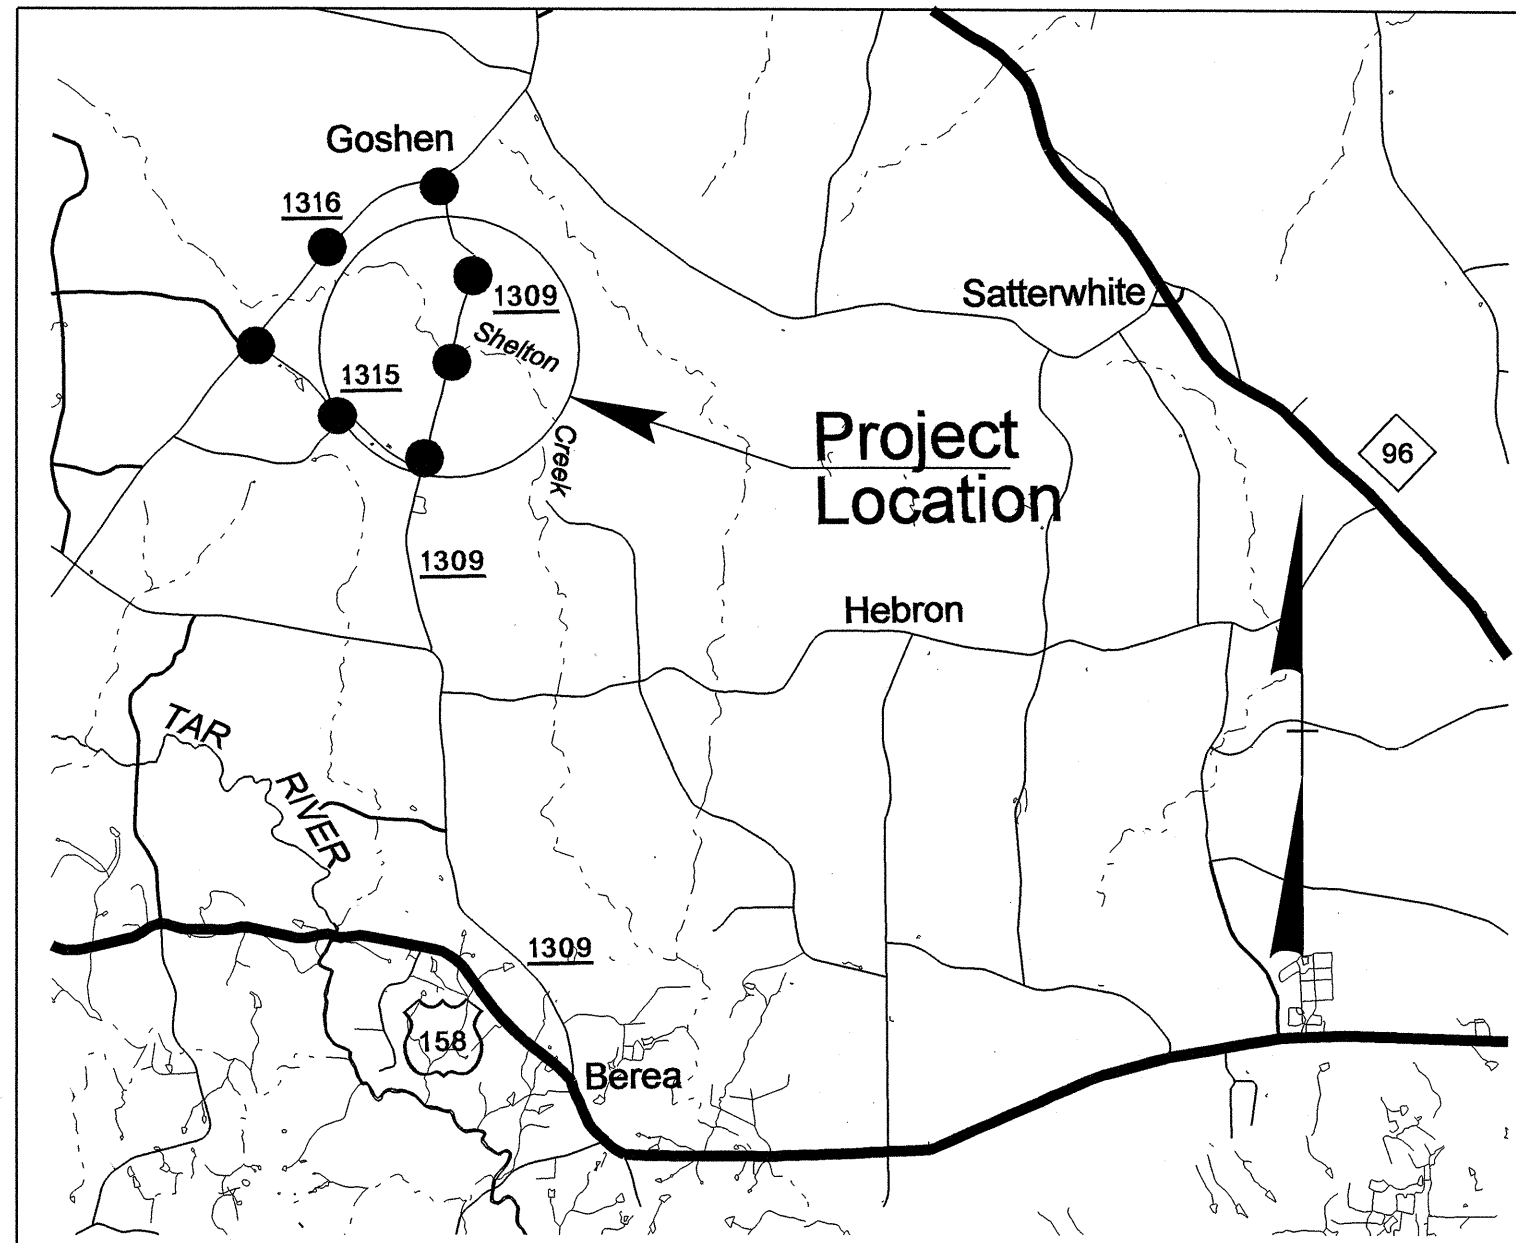 Goshen
1316
1309
Satterwhite
Shelton
1315
Project
Location
Creek
96
1309
Hebron
TAR
RIVER
1309
158
Berea